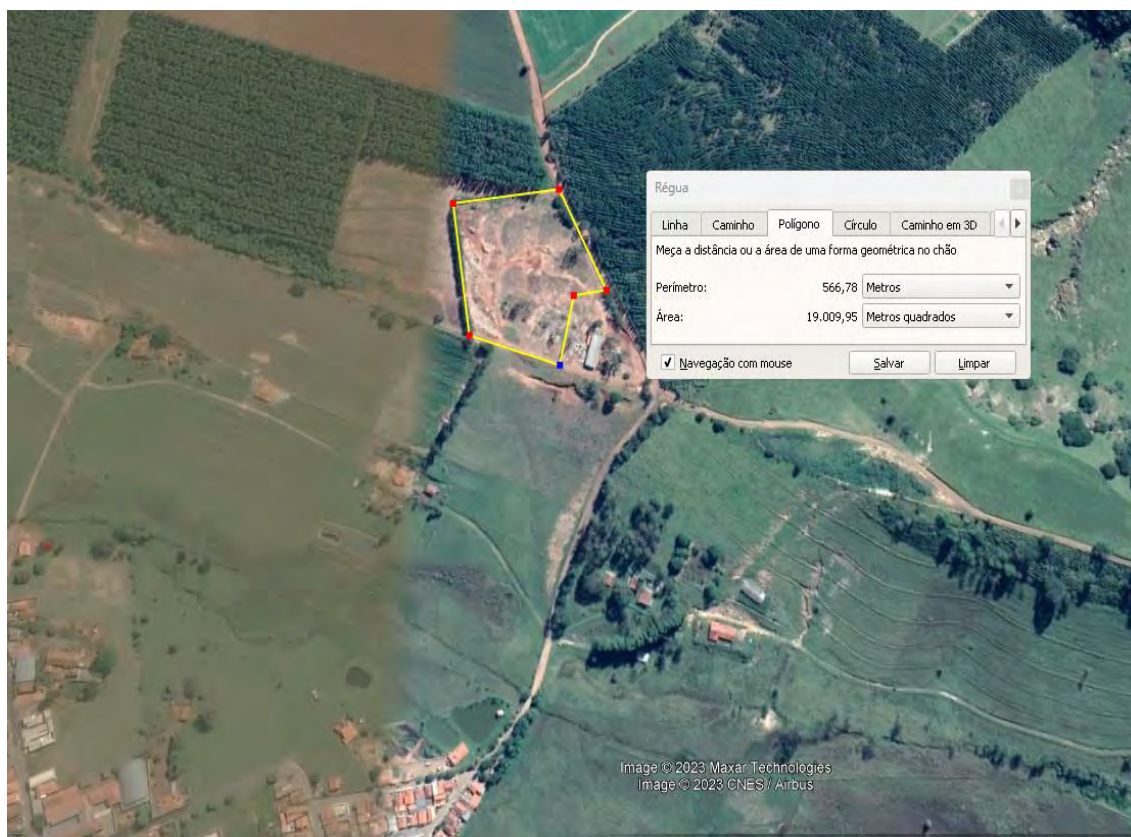 Régua
Linha Caminho Polígono Círculo Caminho em 3D
Meça a distância ou a área de uma forma geométrica no chão
Perímetro: 566,78 Metros
Área: 19.009,95 Metros quadrados
Navegação com mouse Salvar Limpar
Image © 2023 Maxar Technologies
Image © 2023 CNES / Airbus